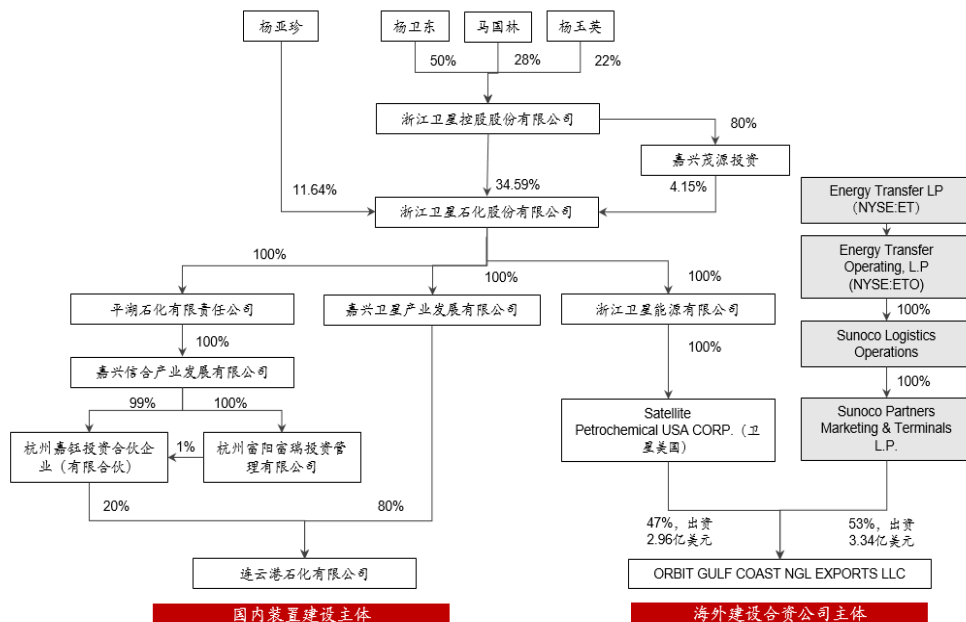 杨亚珍
杨卫东
马国林
杨玉英
50%
28%
22%
浙江卫星控股股份有限公司
80%
嘉兴茂源投资
11.64%
34.59%
4.15%
浙江卫星石化股份有限公司
Energy Transfer LP
（NYSE:ET）
Energy Transfer
Operating, L.P
(NYSE:ETO)
100%
100%
100%
100%
平湖石化有限责任公司
嘉兴卫星产业发展有限公司
浙江卫星能源有限公司
Sunoco Logistics
Operations
100%
100%
100%
嘉兴信合产业发展有限公司
99%
100%
杭州嘉钰投资合伙企
业（有限合伙）
1%
杭州富阳富瑞投资管
理有限公司
Satellite
Petrochemical USA CORP.（卫
星美国）
Sunoco Partners
Marketing & Terminals
L.P.
20%
80%
47%，出资
2.96亿美元
53%，出资
3.34亿美元
连云港石化有限公司
ORBIT GULF COAST NGL EXPORTS LLC
国内装置建设主体
海外建设合资公司主体